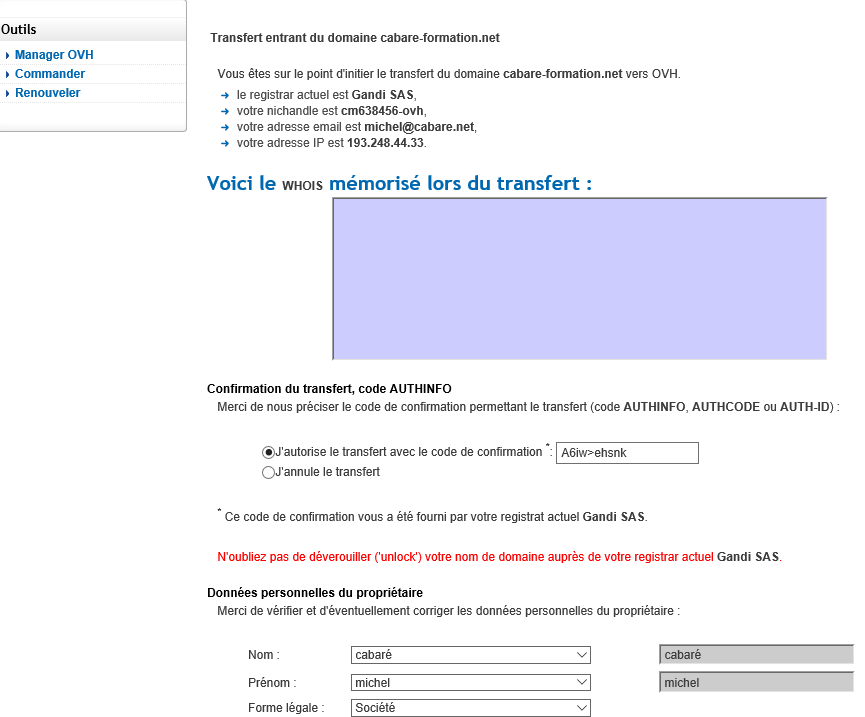 Outils
Manager OVH
Commander
Renouveler
Transfert entrant du domaine cabare-formation.net
Vous êtes sur le point d'initier le transfert du domaine cabare-formation.net vers OVH.
le registrar actuel est Gandi SAS,
votre nichandle est cm638456-ovh,
votre adresse email est michel@cabare.net,
votre adresse IP est 193.248.44.33.
Voici le WHOIS mémorisé lors du transfert :
Confirmation du transfert, code AUTHINFO
Merci de nous préciser le code de confirmation permettant le transfert (code AUTHINFO, AUTHCODE ou AUTH-ID) :
J'autorise le transfert avec le code de confirmation *: A6iw>ehsnk
J'annule le transfert
* Ce code de confirmation vous a été fourni par votre registrat actuel Gandi SAS.
N'oubliez pas de déverouiller ('unlock') votre nom de domaine auprès de votre registrar actuel Gandi SAS.
Données personnelles du propriétaire
Merci de vérifier et d'éventuellement corriger les données personnelles du propriétaire :
Nom : cabaré cabaré
Prénom : michel michel
Forme légale : Société